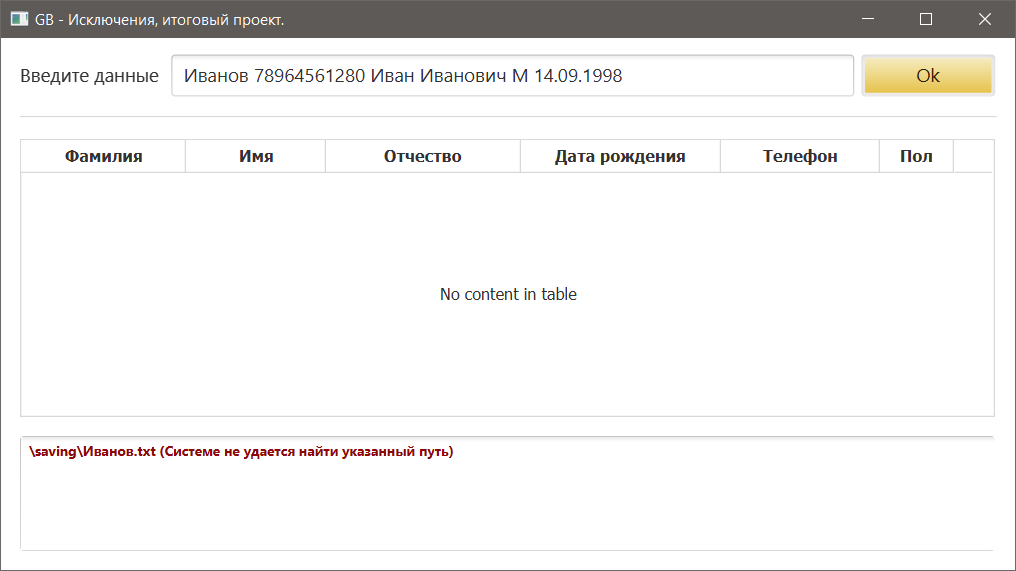 GB - Исключения, итоговый проект.
Введите данные Иванов 78964561280 Иван Иванович М 14.09.1998 Ok
Фамилия Имя Отчество Дата рождения Телефон Пол
No content in table
\saving\Иванов.txt (Системе не удается найти указанный путь)